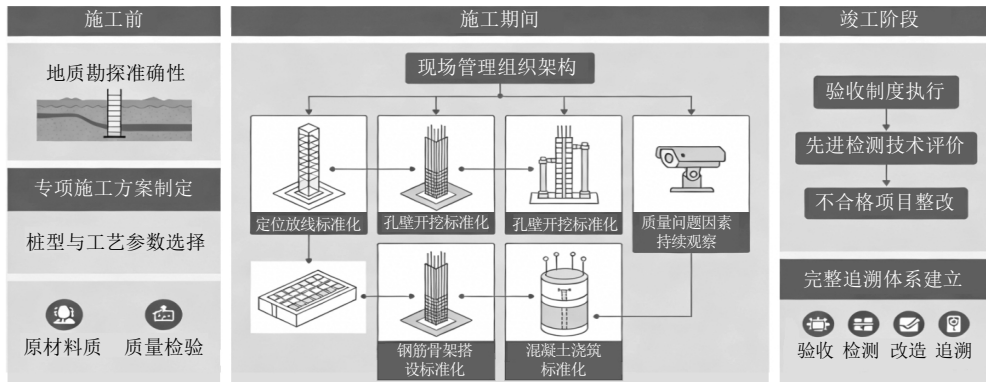 施工前
地质勘探准确性
专项施工方案制定
桩型与工艺参数选择
原材料质
质量检验
施工期间
现场管理组织架构
定位放线标准化
孔壁开挖标准化
孔壁开挖标准化
质量问题因素
持续观察
钢筋骨架搭
设标准化
混凝土浇筑
标准化
竣工阶段
验收制度执行
先进检测技术评价
不合格项目整改
完整追溯体系建立
验收
检测
改造
追溯